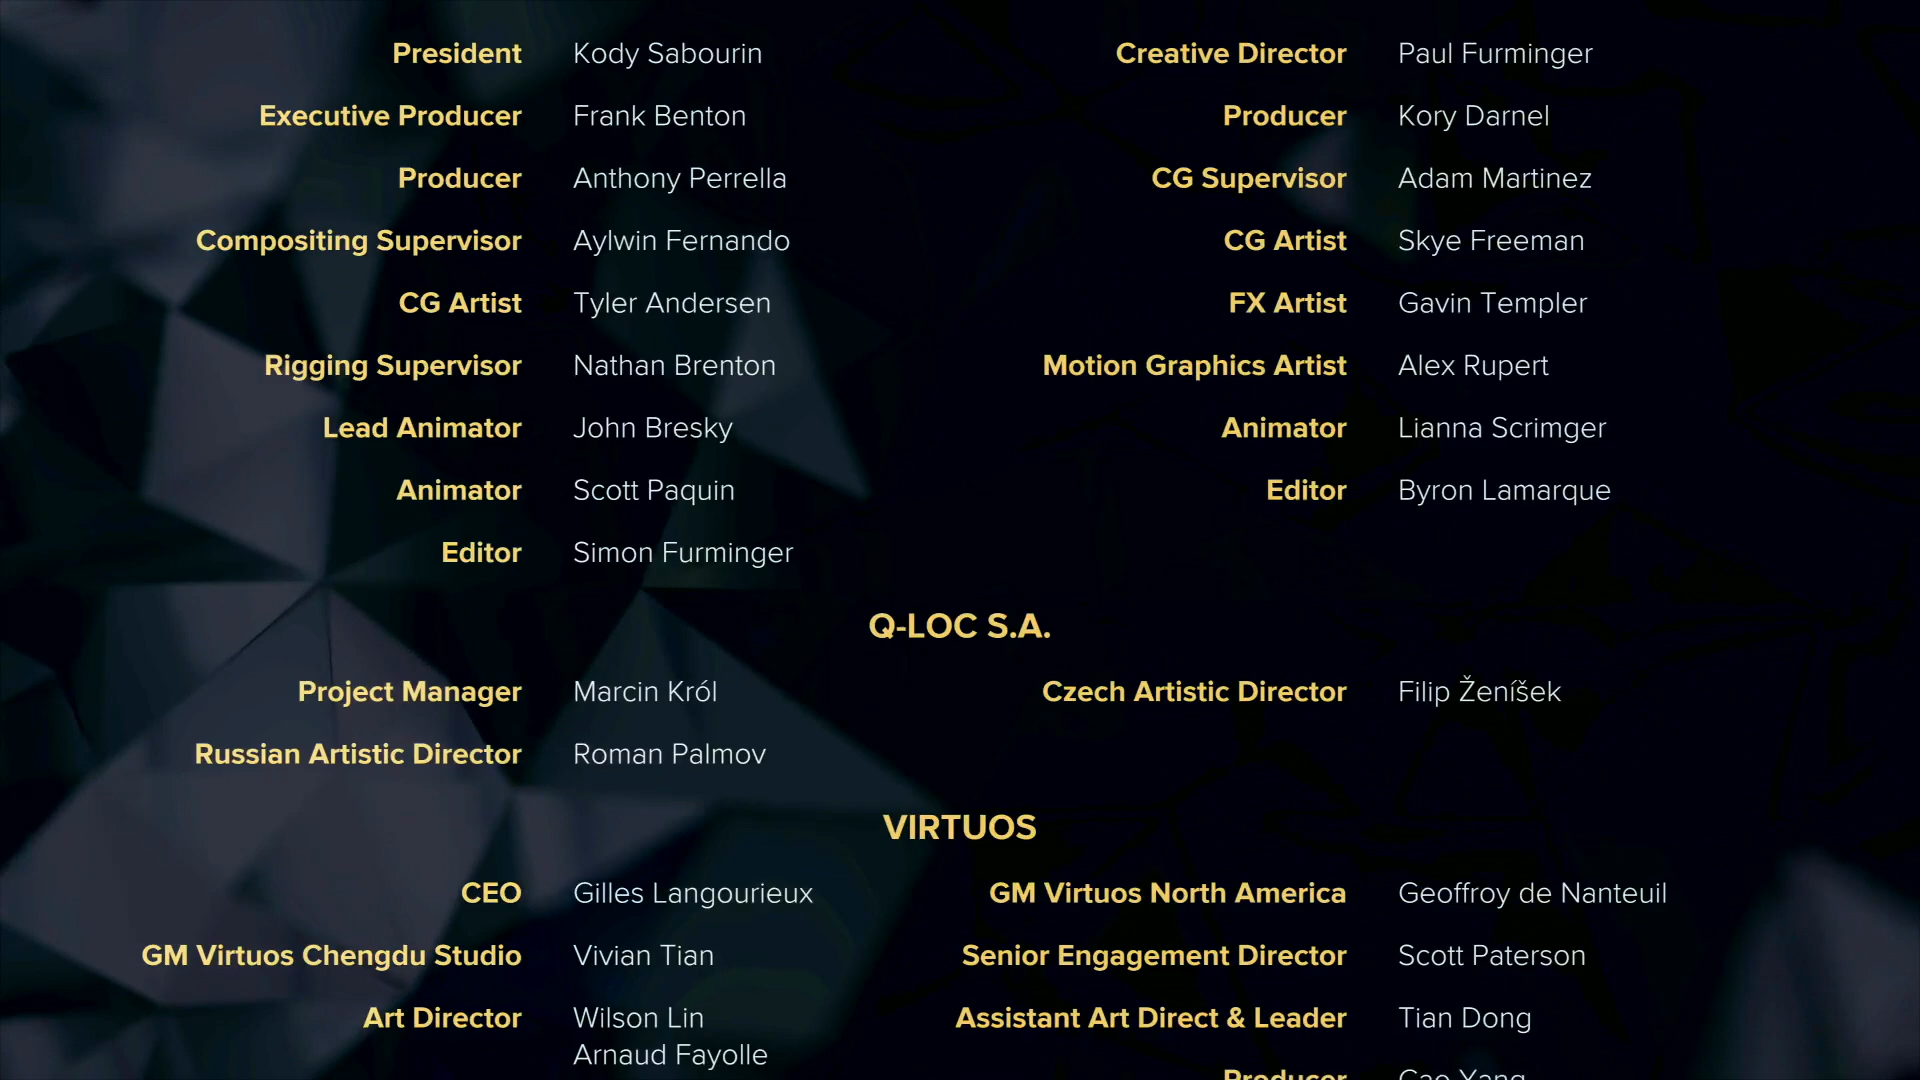 President Kody Sabourin Creative Director Paul Furminger
Executive Producer Frank Benton Producer Kory Darnel
Producer Anthony Perrella CG Supervisor Adam Martinez
Compositing Supervisor Aylwin Fernando CG Artist Skye Freeman
CG Artist Tyler Andersen FX Artist Gavin Templer
Rigging Supervisor Nathan Brenton Motion Graphics Artist Alex Rupert
Lead Animator John Bresky Animator Lianna Scrimger
Animator Scott Paquin Editor Byron Lamarque
Editor Simon Furminger
Q-LOC S.A.
Project Manager Marcin Król Czech Artistic Director Filip Ženíšek
Russian Artistic Director Roman Palmov
VIRTUOS
CEO Gilles Langourieux GM Virtuos North America Geoffroy de Nanteuil
GM Virtuos Chengdu Studio Vivian Tian Senior Engagement Director Scott Paterson
Art Director Wilson Lin Assistant Art Direct & Leader Tian Dong
Arnaud Fayolle
Producer Cao Yang